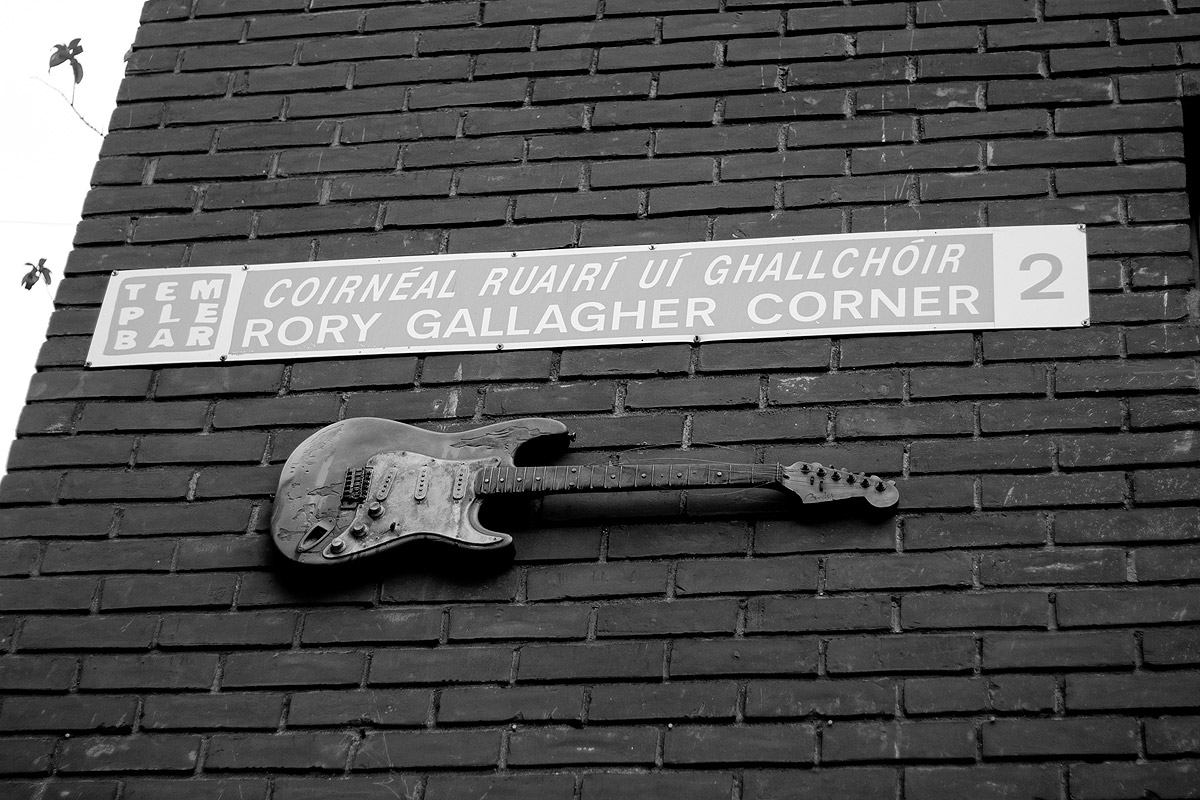 TEM
PLE
BAR
COIRNÉAL RUAIRÍ UÍ GHALLCHÓIR
RORY GALLAGHER CORNER
2